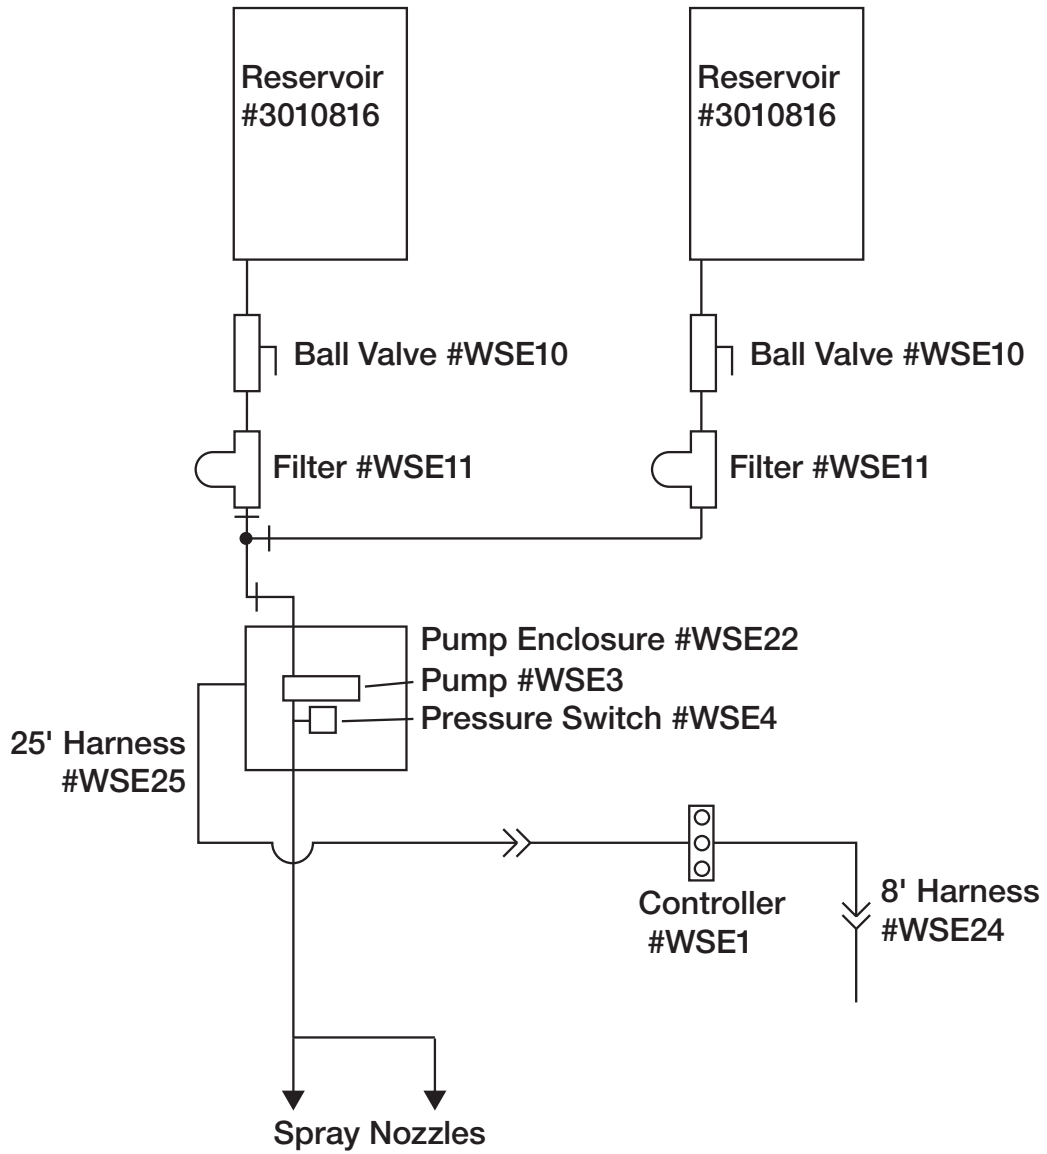 Reservoir
#3010816
Reservoir
#3010816
Ball Valve #WSE10
Ball Valve #WSE10
Filter #WSE11
Filter #WSE11
Pump Enclosure #WSE22
Pump #WSE3
Pressure Switch #WSE4
25' Harness
#WSE25
Controller
#WSE1
8' Harness
#WSE24
Spray Nozzles